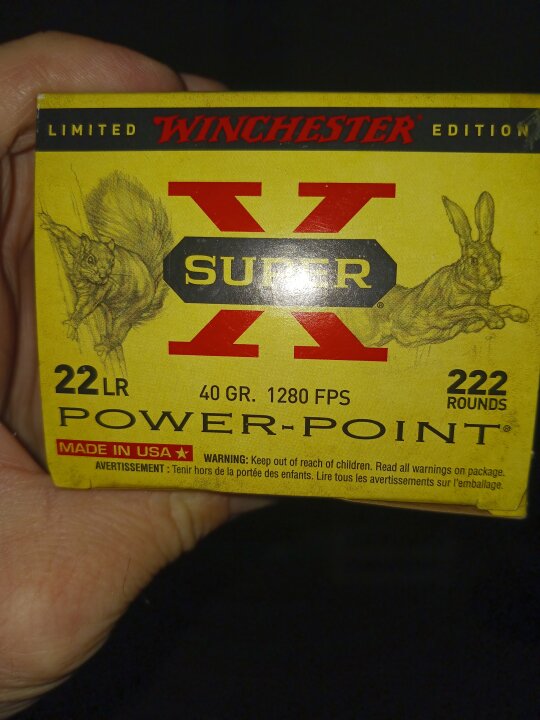 LIMITED WINCHESTER EDITION
X
SUPER
22 LR
40 GR. 1280 FPS
222
ROUNDS
POWER-POINT®
MADE IN USA★
WARNING: Keep out of reach of children. Read all warnings on package.
AVERTISSEMENT : Tenir hors de la portée des enfants. Lire tous les avertissements sur l'emballage.